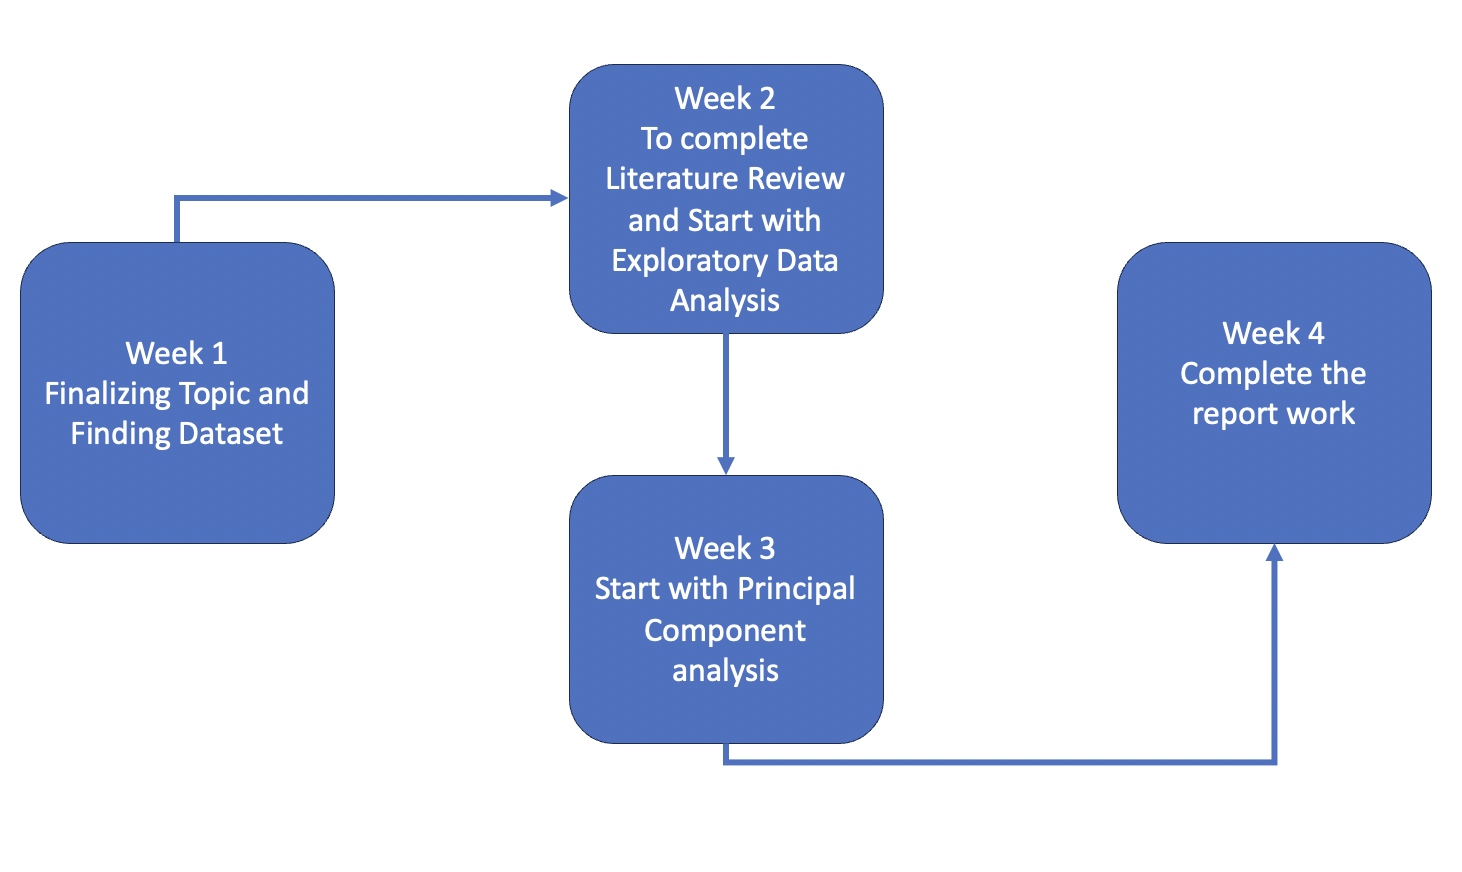 Week 1
Finalizing Topic and
Finding Dataset
Week 2
To complete
Literature Review
and Start with
Exploratory Data
Analysis
Week 3
Start with Principal
Component
analysis
Week 4
Complete the
report work